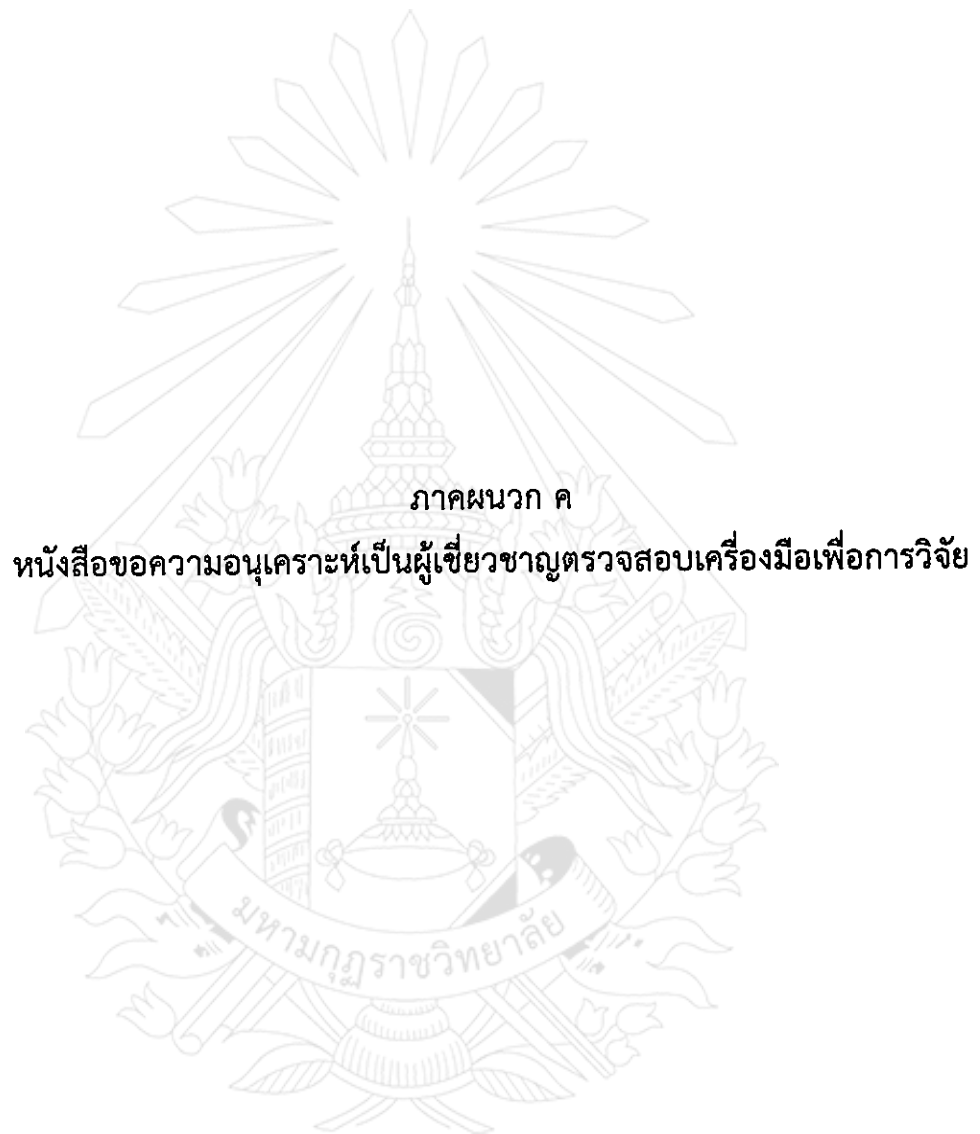 ภาคผนวก ค
หนังสือขอความอนุเคราะห์เป็นผู้เชี่ยวชาญตรวจสอบเครื่องมือเพื่อการวิจัย
มหามกุฏราชวิทยาลัย